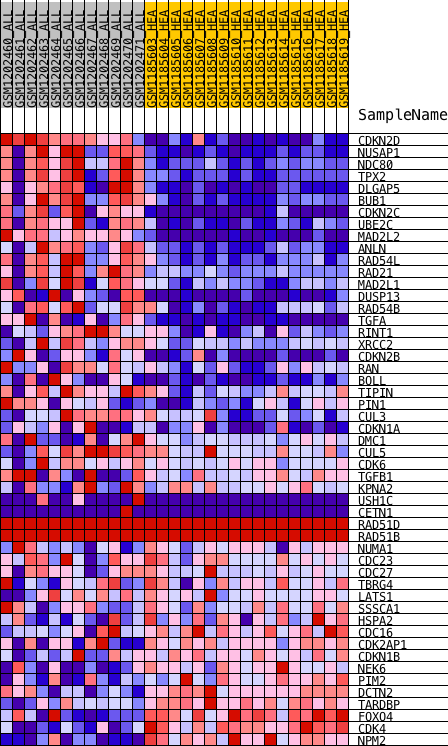 GSM1202460_ALL
GSM1202461_ALL
GSM1202462_ALL
GSM1202463_ALL
GSM1202464_ALL
GSM1202465_ALL
GSM1202466_ALL
GSM1202467_ALL
GSM1202468_ALL
GSM1202469_ALL
GSM1202470_ALL
GSM1202471_ALL
GSM1185603_HEA
GSM1185604_HEA
GSM1185605_HEA
GSM1185606_HEA
GSM1185607_HEA
GSM1185608_HEA
GSM1185609_HEA
GSM1185610_HEA
GSM1185611_HEA
GSM1185612_HEA
GSM1185613_HEA
GSM1185614_HEA
GSM1185615_HEA
GSM1185616_HEA
GSM1185617_HEA
GSM1185618_HEA
GSM1185619_HEA
SampleName
CDKN2D
NUSAP1
NDC80
TPX2
DLGAP5
BUB1
CDKN2C
UBE2C
MAD2L2
ANLN
RAD54L
RAD21
MAD2L1
DUSP13
RAD54B
TGFA
RINT1
XRCC2
CDKN2B
RAN
BOLL
TIPIN
PIN1
CUL3
CDKN1A
DMC1
CUL5
CDK6
TGFB1
KPNA2
USH1C
CETN1
RAD51D
RAD51B
NUMA1
CDC23
CDC27
TBRG4
LATS1
SSSCA1
HSPA2
CDC16
CDK2AP1
CDKN1B
NEK6
PIM2
DCTN2
TARDBP
FOXO4
CDK4
NPM2